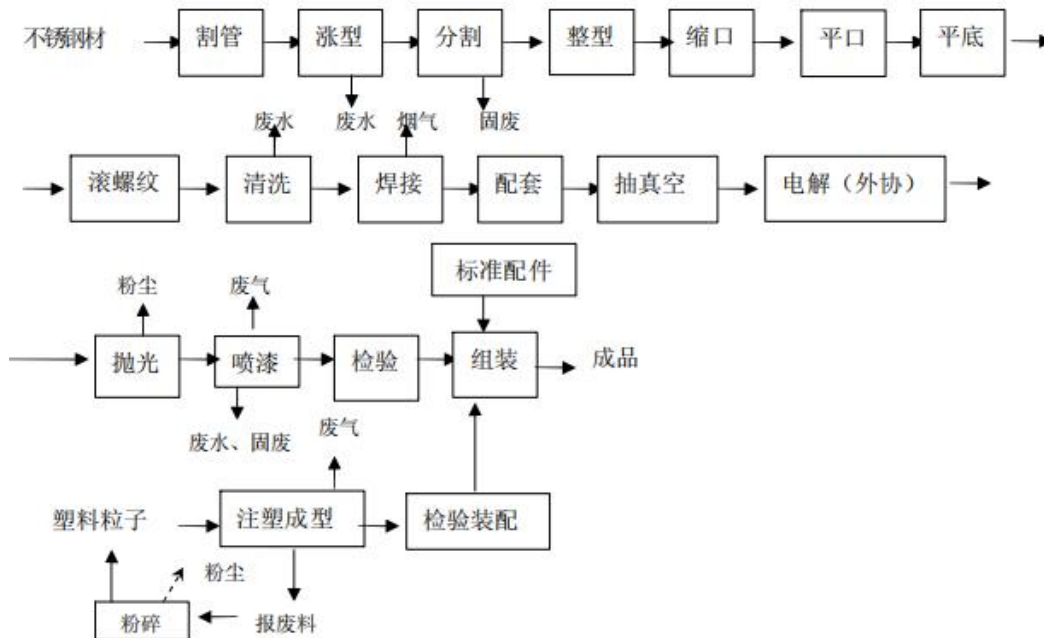 不锈钢材 割管 涨型 分割 整型 缩口 平口 平底
废水 废水 烟气 固废
滚螺纹 清洗 焊接 配套 抽真空 电解（外协）
标准配件
粉尘 废气
抛光 喷漆 检验 组装 成品
废水、固废 废气
塑料粒子 注塑成型 检验装配
粉尘
粉碎 报废料